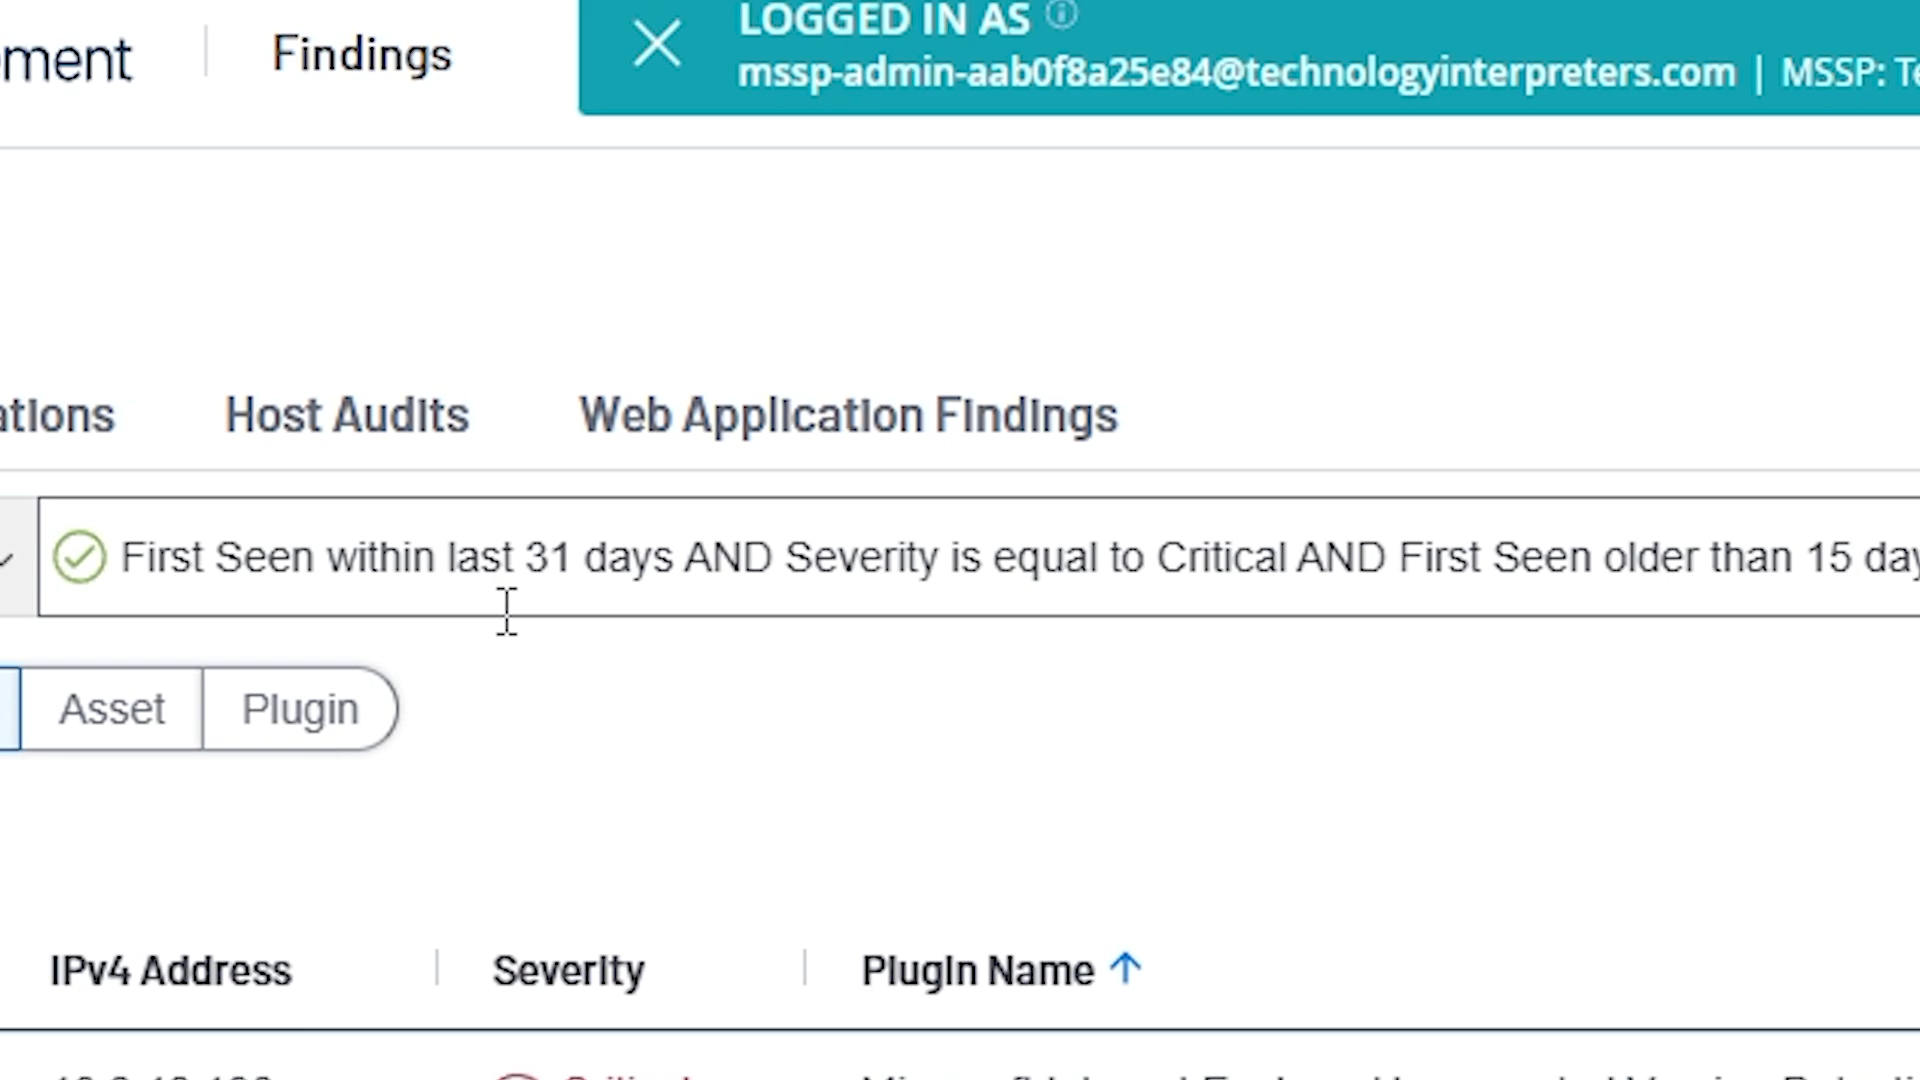 ment Findings
LOGGED IN AS
mssp-admin-aab0f8a25e84@technologyinterpreters.com | MSSP: Te
ations Host Audits Web Application Findings
First Seen within last 31 days AND Severity is equal to Critical AND First Seen older than 15 day
Asset Plugin
IPv4 Address Severity Plugin Name